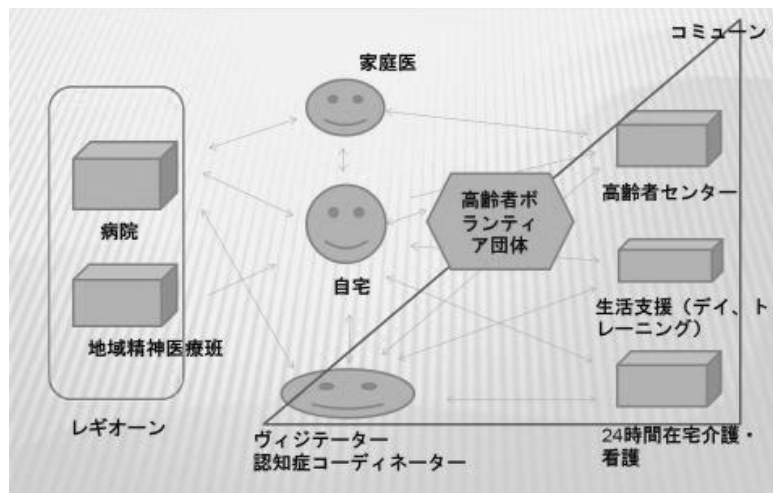 コミューン
家庭医
高齢者ボ
ランティ
ア団体
高齢者センター
病院
自宅
生活支援（デイ、ト
レーニング）
地域精神医療班
レギオーン
ヴィジテーター
認知症コーディネーター
24時間在宅介護・
看護